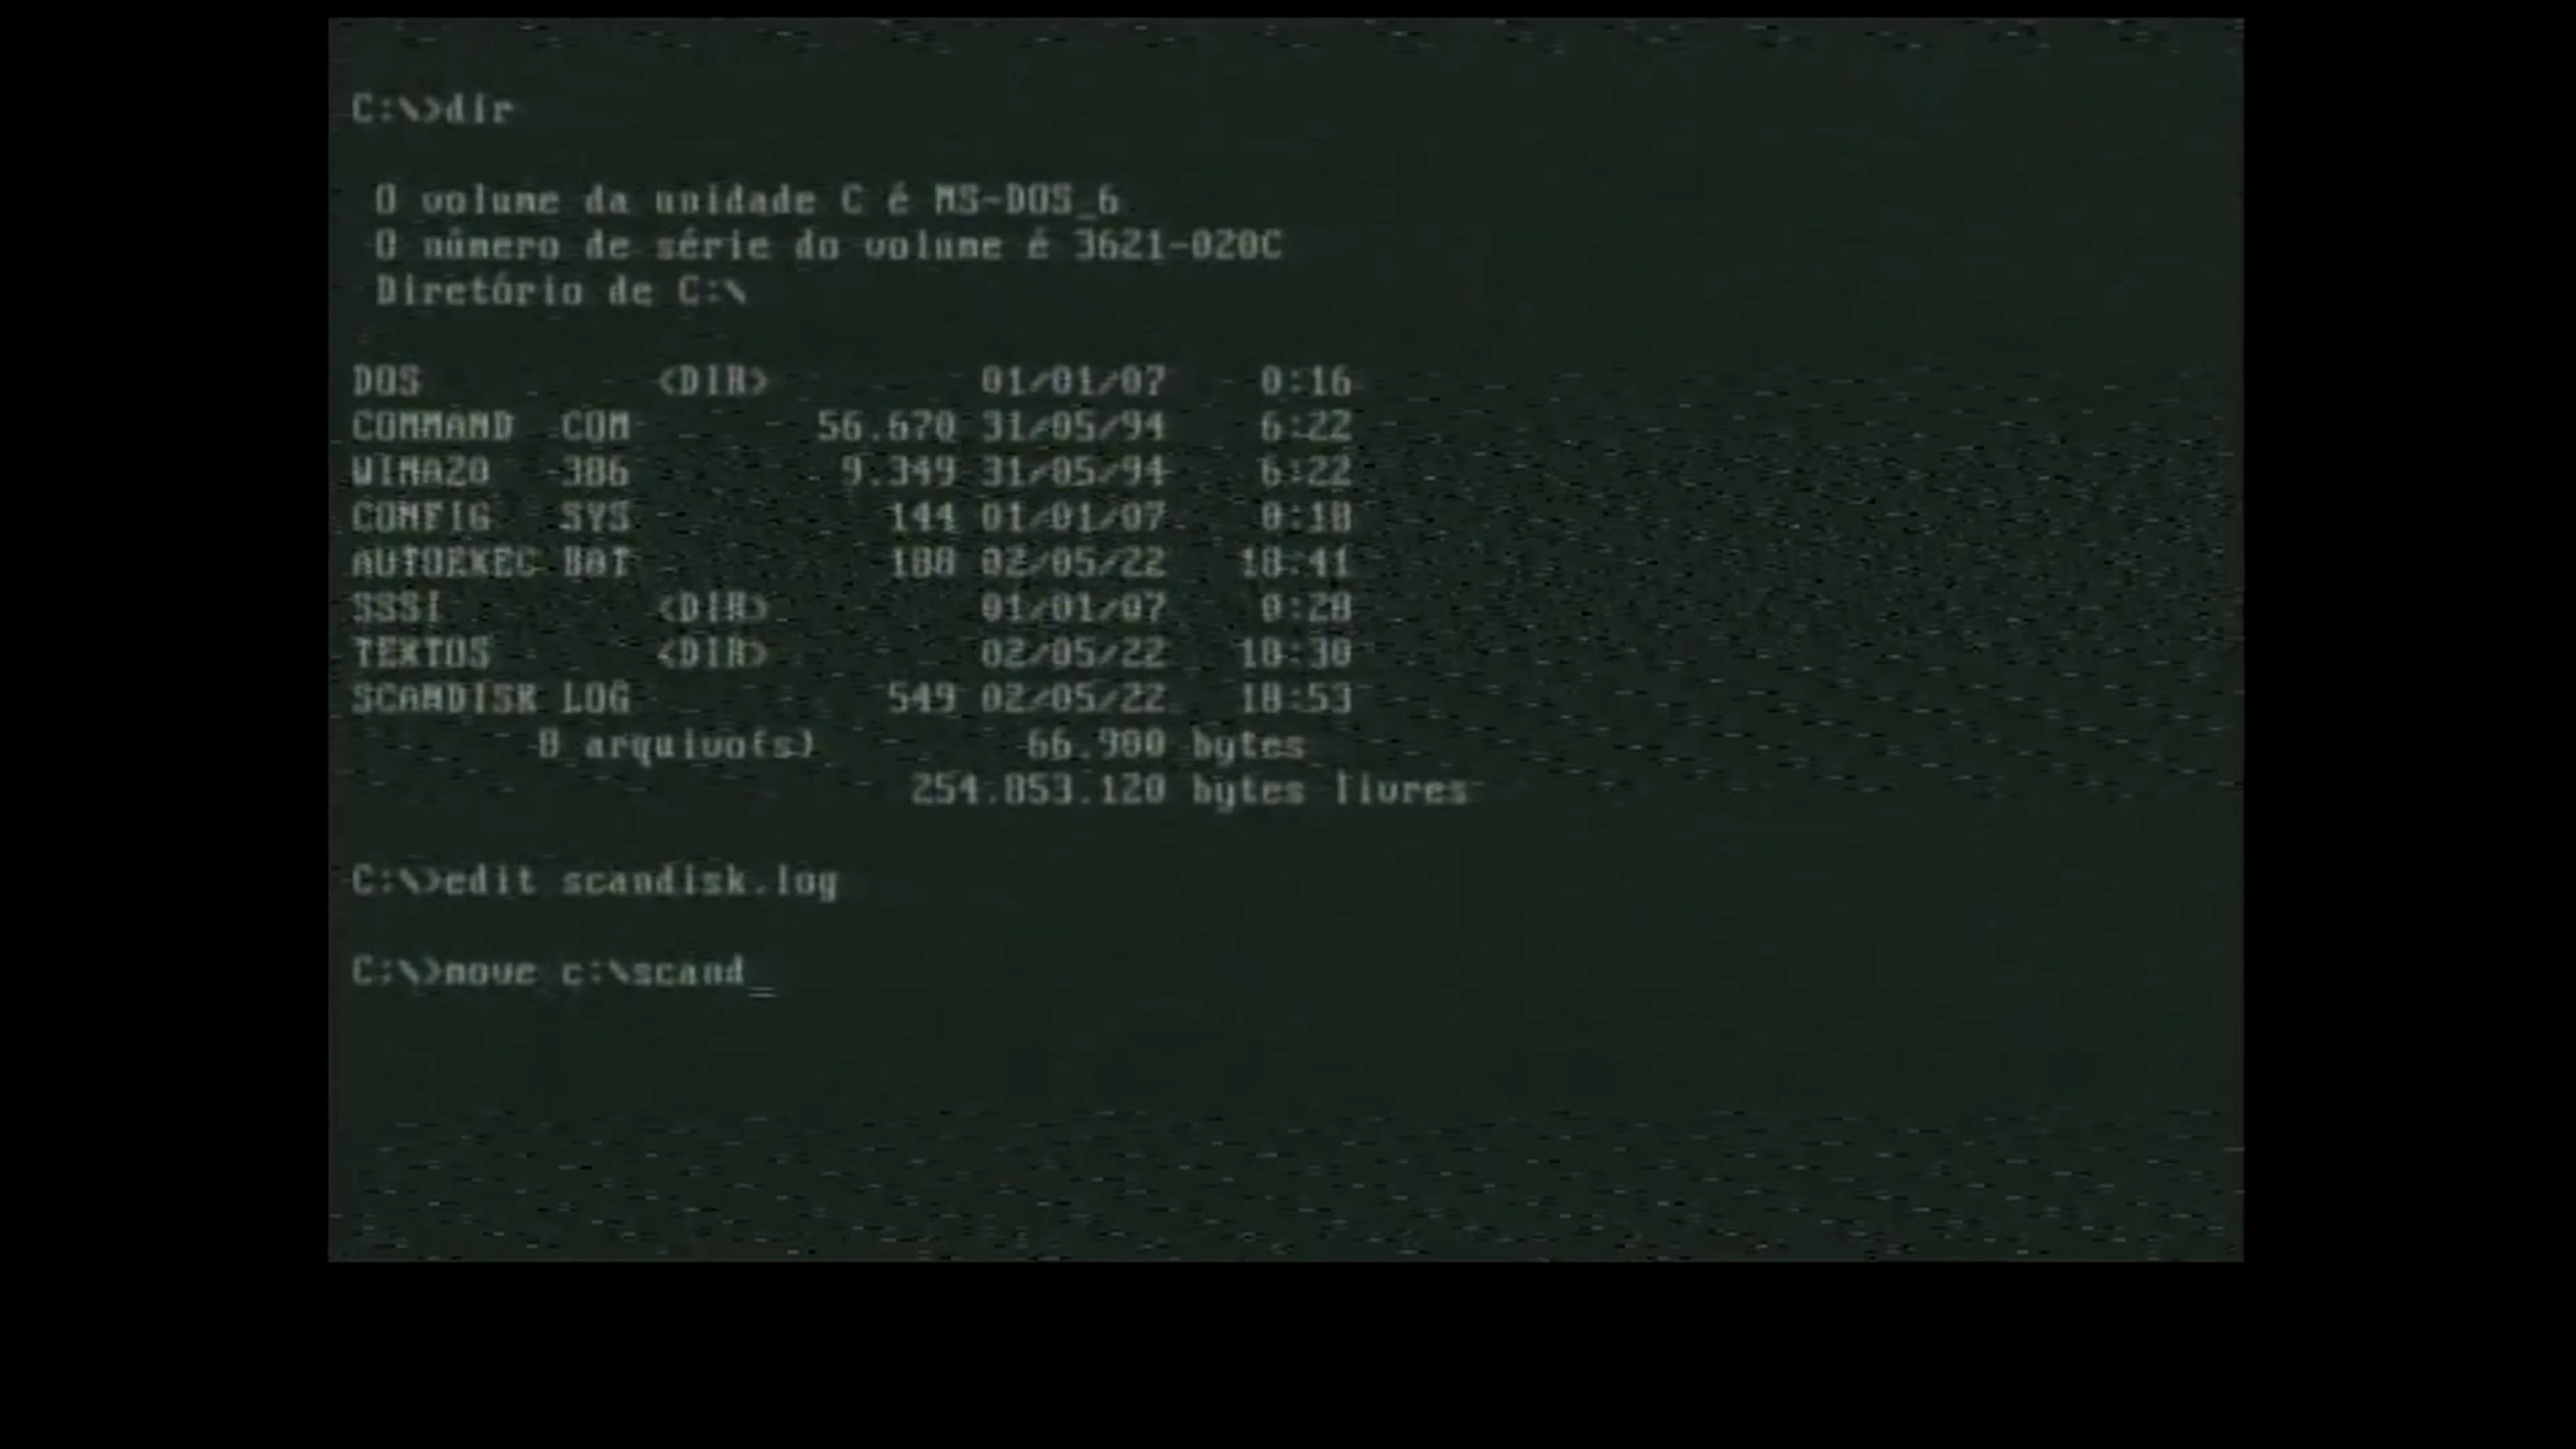 C:\>dir
O volume da unidade C é MS-DOS_6
O número de série do volume é 3621-020C
Diretório de C:\
DOS <DIR> 01/01/07 0:16
COMMAND COM 56.670 31/05/94 6:22
WINA20 386 9.349 31/05/94 6:22
CONFIG SYS 144 01/01/07 0:18
AUTOEXEC BAT 188 02/05/22 18:41
SSSI <DIR> 01/01/07 0:28
TEXTOS <DIR> 02/05/22 18:30
SCANDISK LOG 549 02/05/22 18:53
8 arquivo(s) 66.900 bytes
254.853.120 bytes livres
C:\>edit scandisk.log
C:\>move c:\scand_